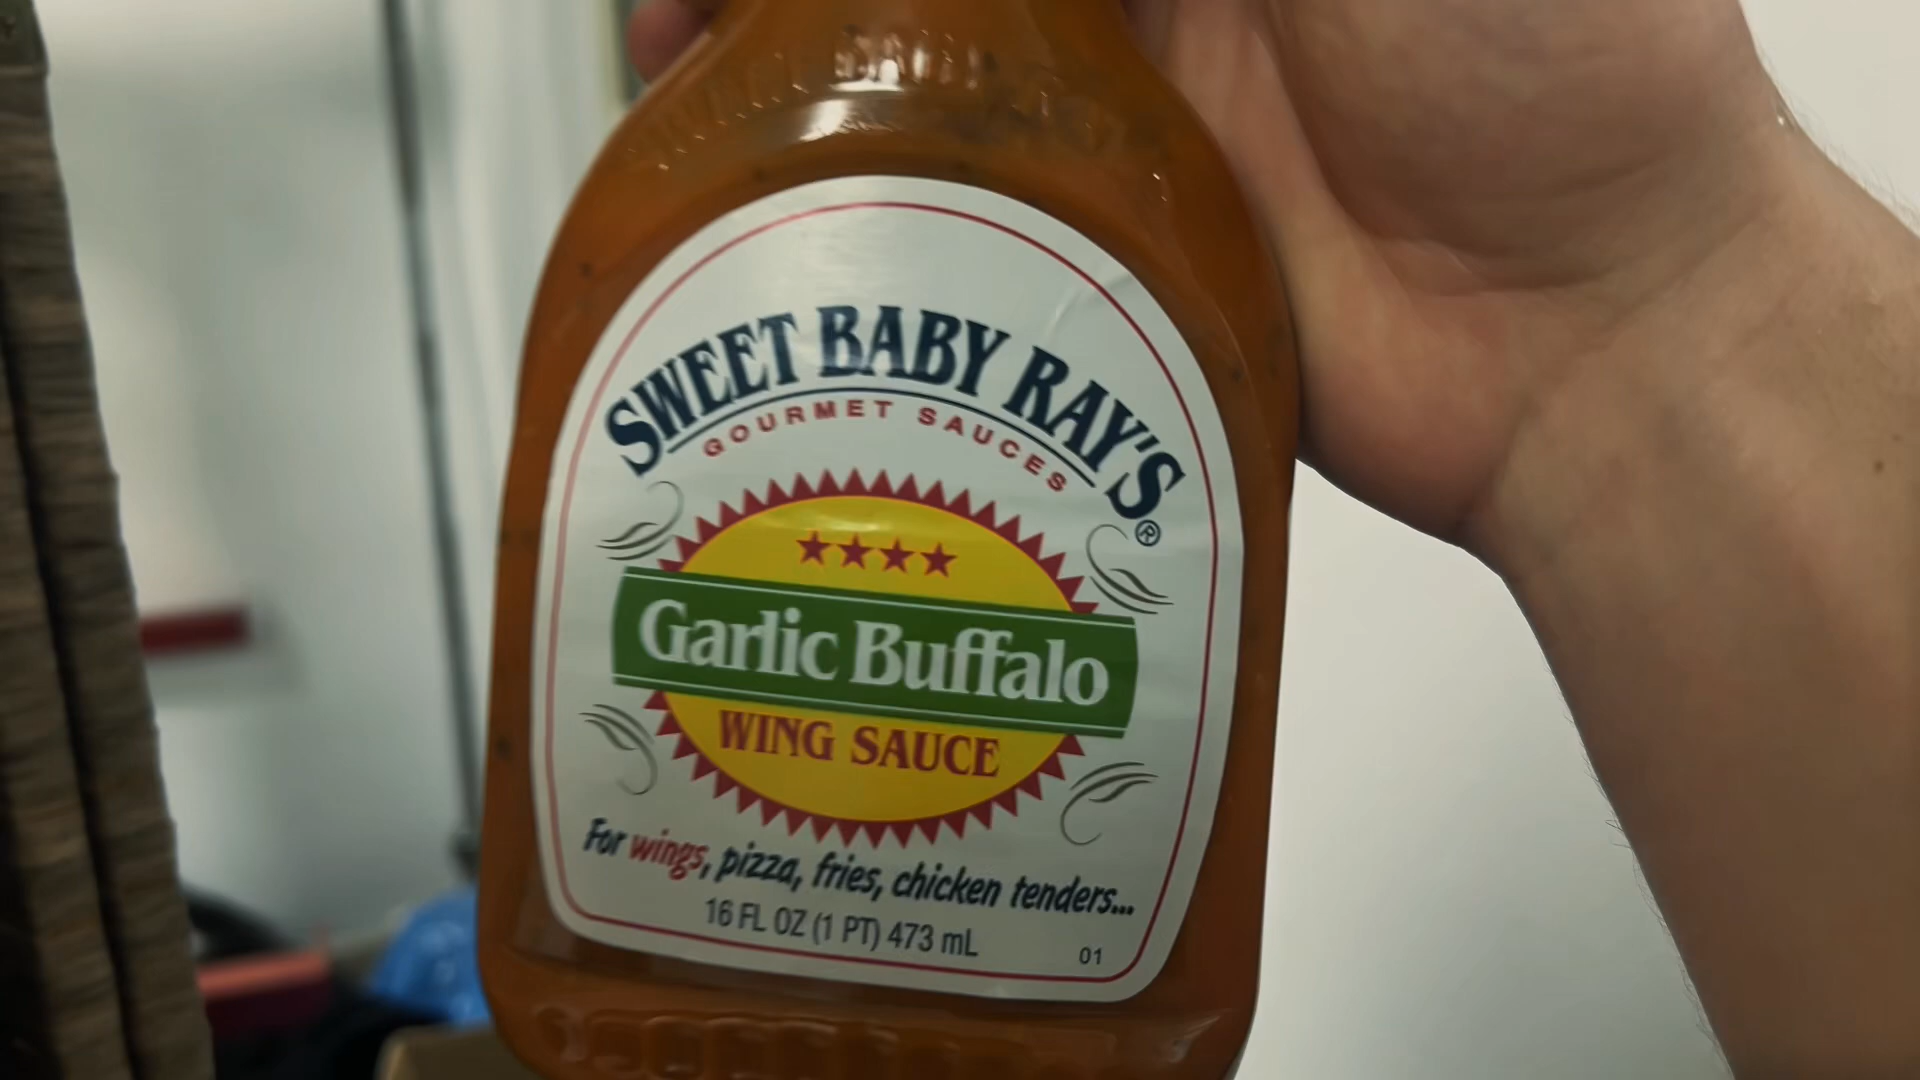 SWEET BABY RAY'S®
GOURMET SAUCES
Garlic Buffalo
WING SAUCE
For wings, pizza, fries, chicken tenders...
16 FL OZ (1 PT) 473 mL
01